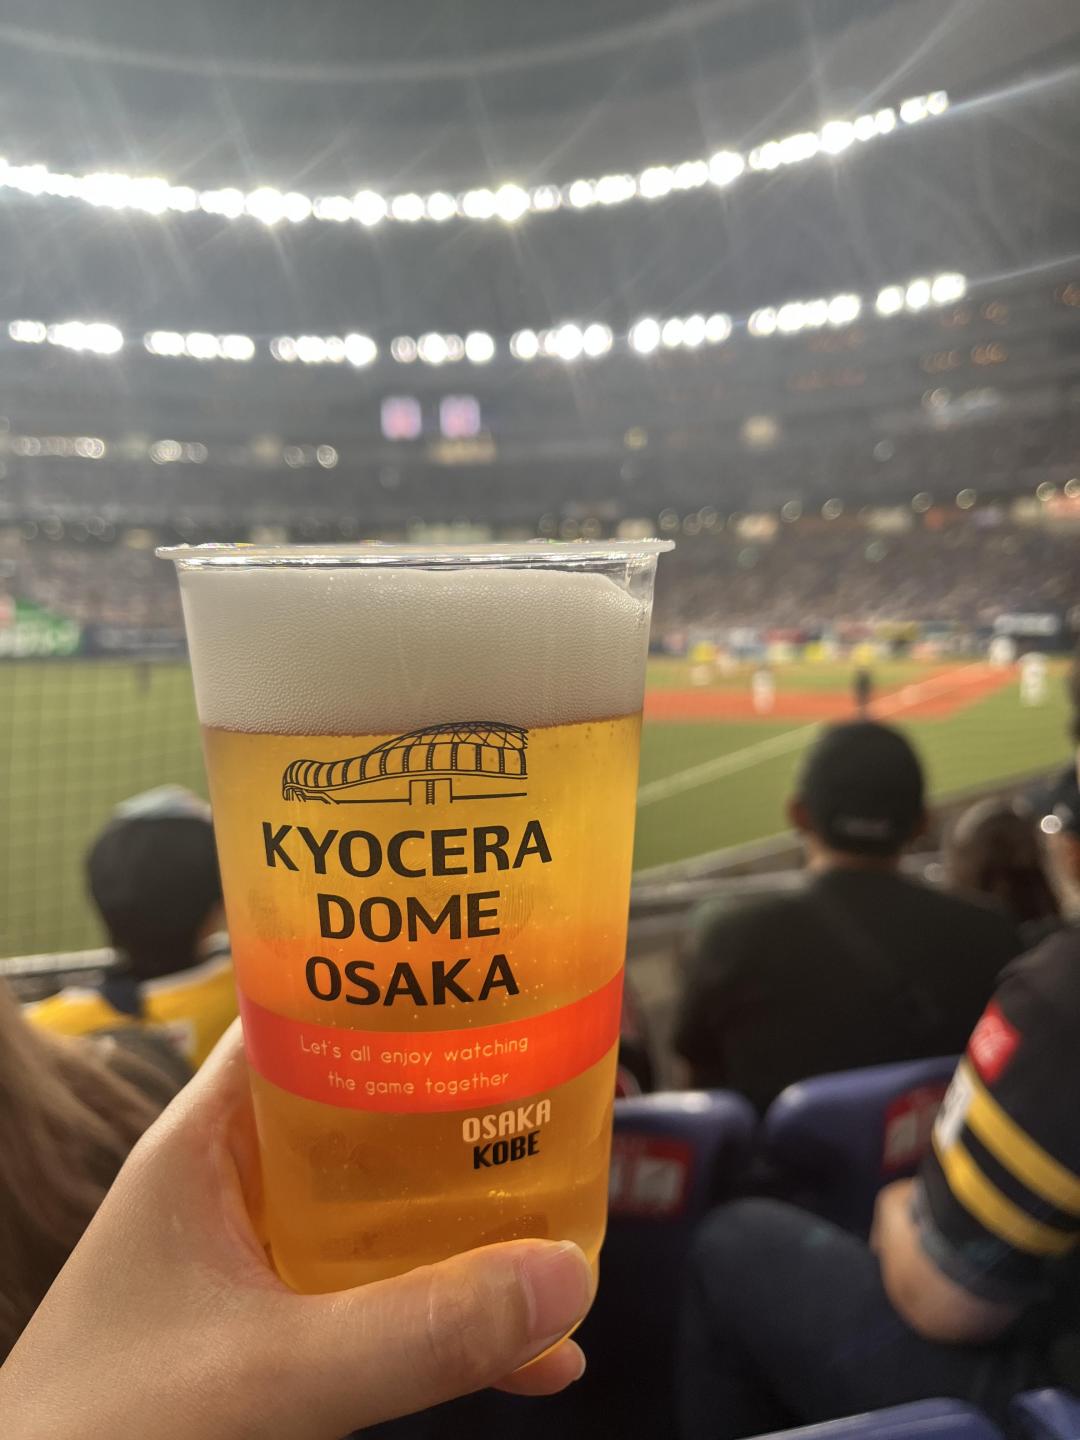 KYOCERA
DOME
OSAKA
Let's all enjoy watching
the game together
OSAKA
KOBE